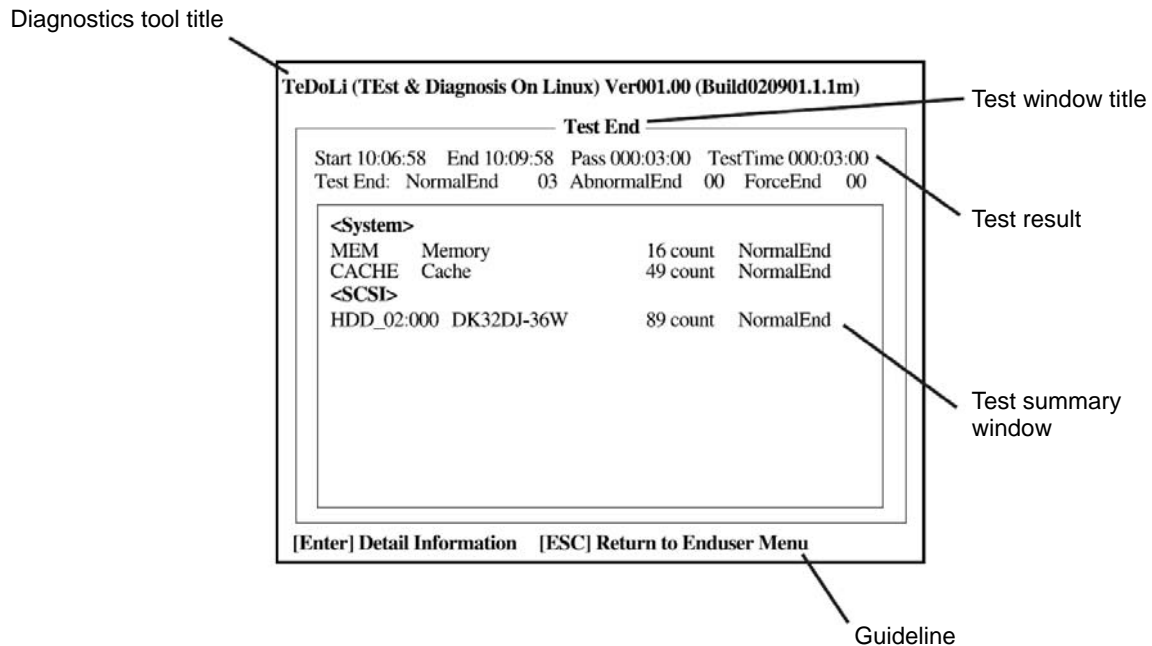 Diagnostics tool title
TeDoLi (TEst & Diagnosis On Linux) Ver001.00 (Build020901.1.1m)
Test window title
Test End
Start 10:06:58 End 10:09:58 Pass 000:03:00 TestTime 000:03:00
Test End: NormalEnd 03 AbnormalEnd 00 ForceEnd 00
Test result
<System>
MEM Memory 16 count NormalEnd
CACHE Cache 49 count NormalEnd
<SCSI>
HDD_02:000 DK32DJ-36W 89 count NormalEnd
Test summary
window
[Enter] Detail Information [ESC] Return to Enduser Menu
Guideline